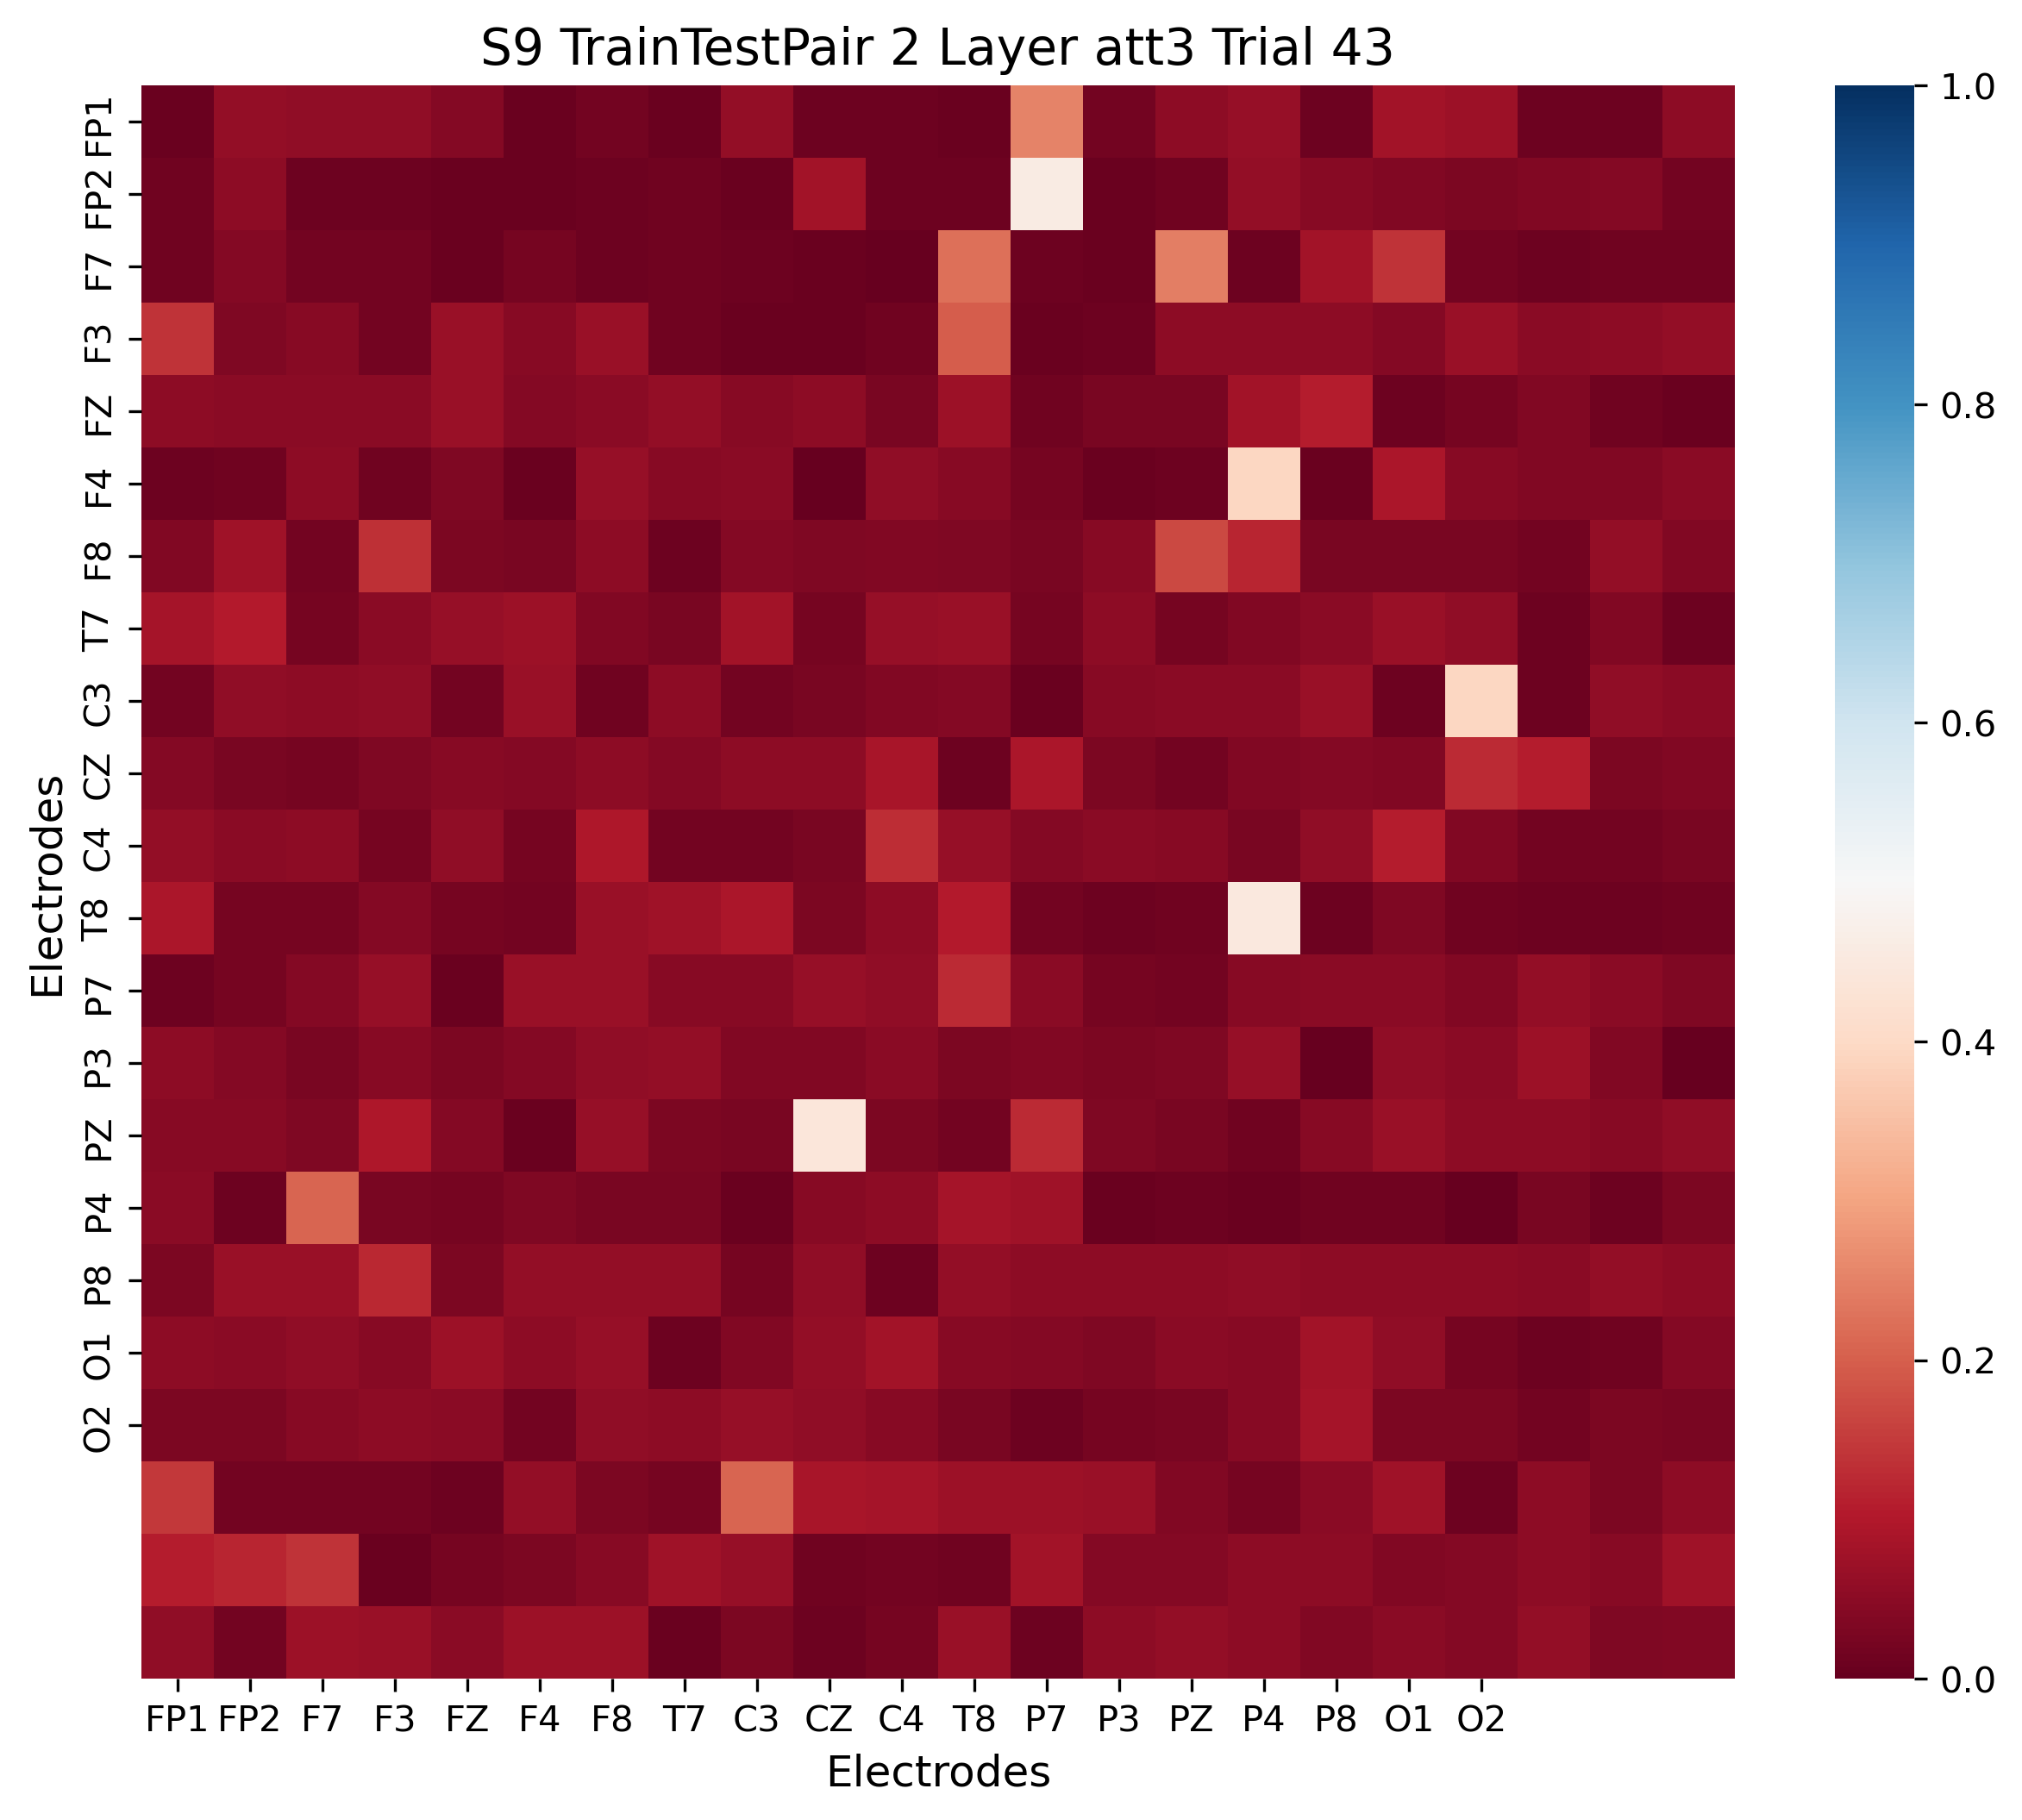 S9 TrainTestPair 2 Layer att3 Trial 43
Electrodes
FP1
FP2
F7
F3
FZ
F4
F8
T7
C3
CZ
C4
T8
P7
P3
PZ
P4
P8
O1
O2
FP1 FP2 F7 F3 FZ F4 F8 T7 C3 CZ C4 T8 P7 P3 PZ P4 P8 O1 O2
Electrodes
1.0
0.8
0.6
0.4
0.2
0.0